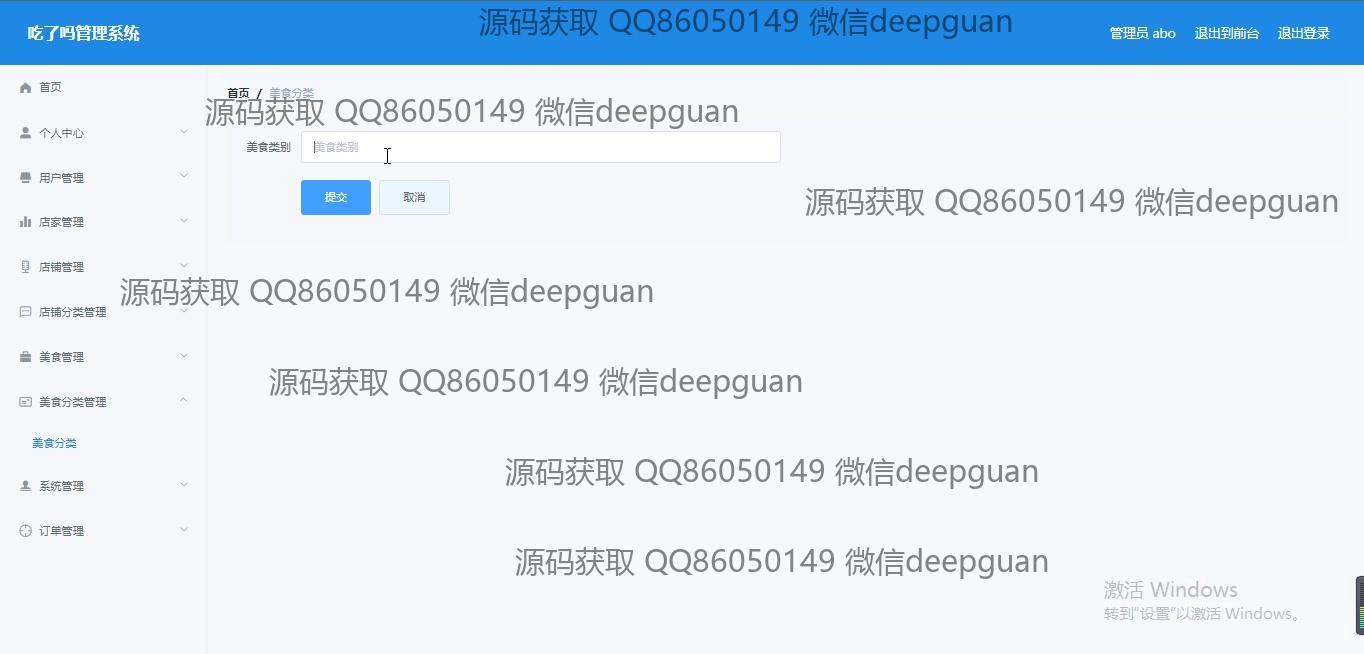 吃了吗管理系统
源码获取 QQ86050149 微信deepguan
管理员 abo 退出到前台 退出登录
首页
首页 / 美食分类
源码获取 QQ86050149 微信deepguan
个人中心
美食类别 美食类别
用户管理
提交 取消
源码获取 QQ86050149 微信deepguan
店家管理
店铺管理
源码获取 QQ86050149 微信deepguan
店铺分类管理
美食管理
源码获取 QQ86050149 微信deepguan
美食分类管理
美食分类
源码获取 QQ86050149 微信deepguan
系统管理
订单管理
源码获取 QQ86050149 微信deepguan
激活 Windows
转到"设置"以激活 Windows。